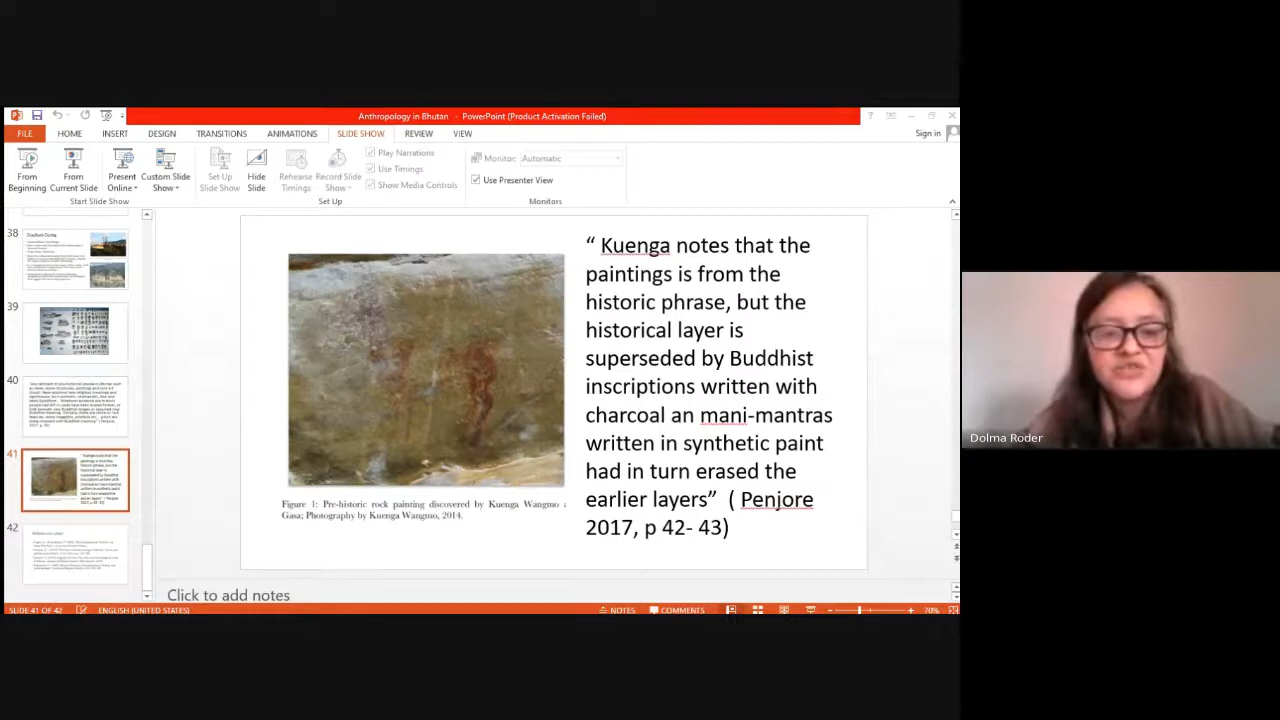 Anthropology in Bhutan - PowerPoint (Product Activation Failed)
FILE HOME INSERT DESIGN TRANSITIONS ANIMATIONS SLIDE SHOW REVIEW VIEW
Sign in
From Beginning
From Current Slide
Present Online
Custom Slide Show
Set Up Slide Show
Hide Slide
Rehearse Timings
Record Slide Show
Play Narrations
Use Timings
Show Media Controls
Monitor: Automatic
Use Presenter View
Start Slide Show
Set Up
Monitors
38
39
40
41
42
“ Kuenga notes that the
paintings is from the
historic phrase, but the
historical layer is
superseded by Buddhist
inscriptions written with
charcoal an mani-mantras
written in synthetic paint
had in turn erased the
earlier layers” ( Penjore
2017, p 42- 43)
Figure 1: Pre-historic rock painting discovered by Kuenga Wangmo
Gasa; Photography by Kuenga Wangmo, 2014.
Dolma Roder
Click to add notes
SLIDE 41 OF 42 ENGLISH (UNITED STATES) NOTES COMMENTS 70%